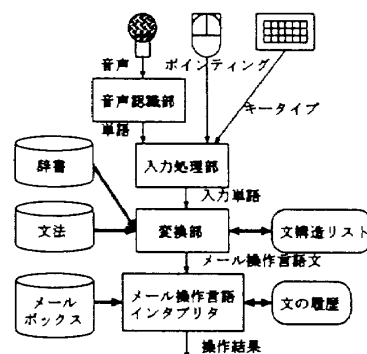 音声
ポインティング
音声認識部
キータイプ
単語
辞書
入力処理部
入力単語
文法
変換部
文構造リスト
メール操作言語文
メール
ボックス
メール操作言語
インタプリタ
文の履歴
操作結果